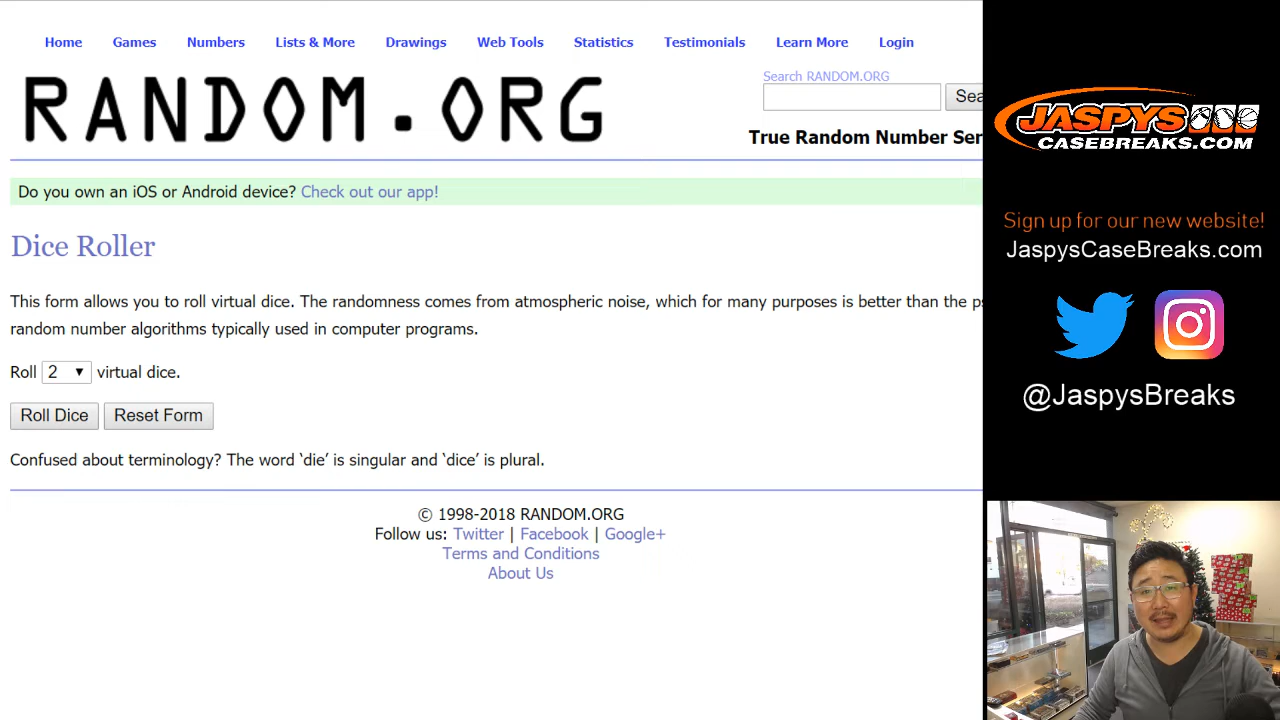 Home Games Numbers Lists & More Drawings Web Tools Statistics Testimonials Learn More Login
RANDOM.ORG
Search RANDOM.ORG
Sea
True Random Number Ser
Do you own an iOS or Android device? Check out our app!
Dice Roller
This form allows you to roll virtual dice. The randomness comes from atmospheric noise, which for many purposes is better than the ps
random number algorithms typically used in computer programs.
Roll 2 virtual dice.
Roll Dice Reset Form
Confused about terminology? The word ‘die’ is singular and ‘dice’ is plural.
© 1998-2018 RANDOM.ORG
Follow us: Twitter | Facebook | Google+
Terms and Conditions
About Us
JASPYS
CASEBREAKS.COM
Sign up for our new website!
JaspysCaseBreaks.com
@JaspysBreaks